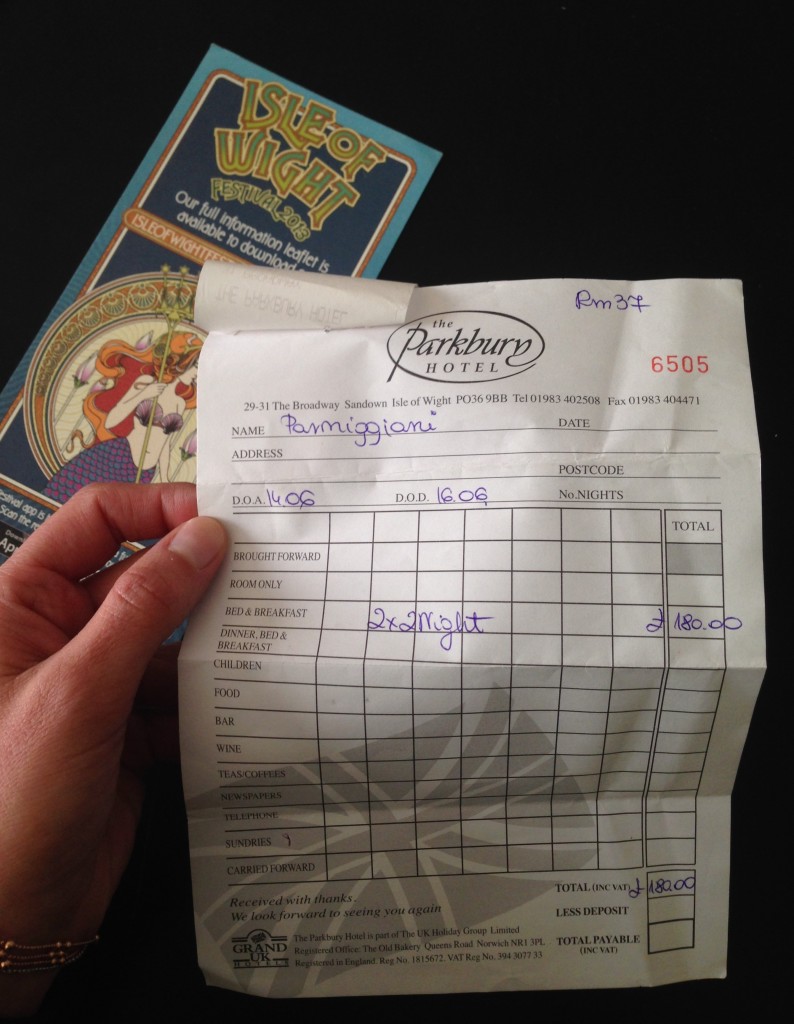 ISLE OF
WIGHT
FESTIVAL 2013
Our full information leaflet is
available to download
THE PARKBURY HOTEL
Rm37
the
Parkbury
HOTEL
6505
29-31 The Broadway Sandown Isle of Wight PO36 9BB Tel 01983 402508 Fax 01983 404471
NAME Parmiggiani DATE
ADDRESS
POSTCODE
D.O.A. 14.06 D.O.D. 16.06 No.NIGHTS
TOTAL
BROUGHT FORWARD
ROOM ONLY
BED & BREAKFAST 2x2Night £ 180.00
DINNER, BED &
BREAKFAST
CHILDREN
FOOD
BAR
WINE
TEAS/COFFEES
NEWSPAPERS
TELEPHONE
SUNDRIES
CARRIED FORWARD
TOTAL (INC VAT) £ 180.00
Received with thanks.
We look forward to seeing you again
LESS DEPOSIT
TOTAL PAYABLE
(INC VAT)
GRAND
UK
HOTELS
The Parkbury Hotel is part of The UK Holiday Group Limited
Registered Office: The Old Bakery Queens Road Norwich NR1 3PL
Registered in England. Reg No. 1815672. VAT Reg No. 394 3077 33